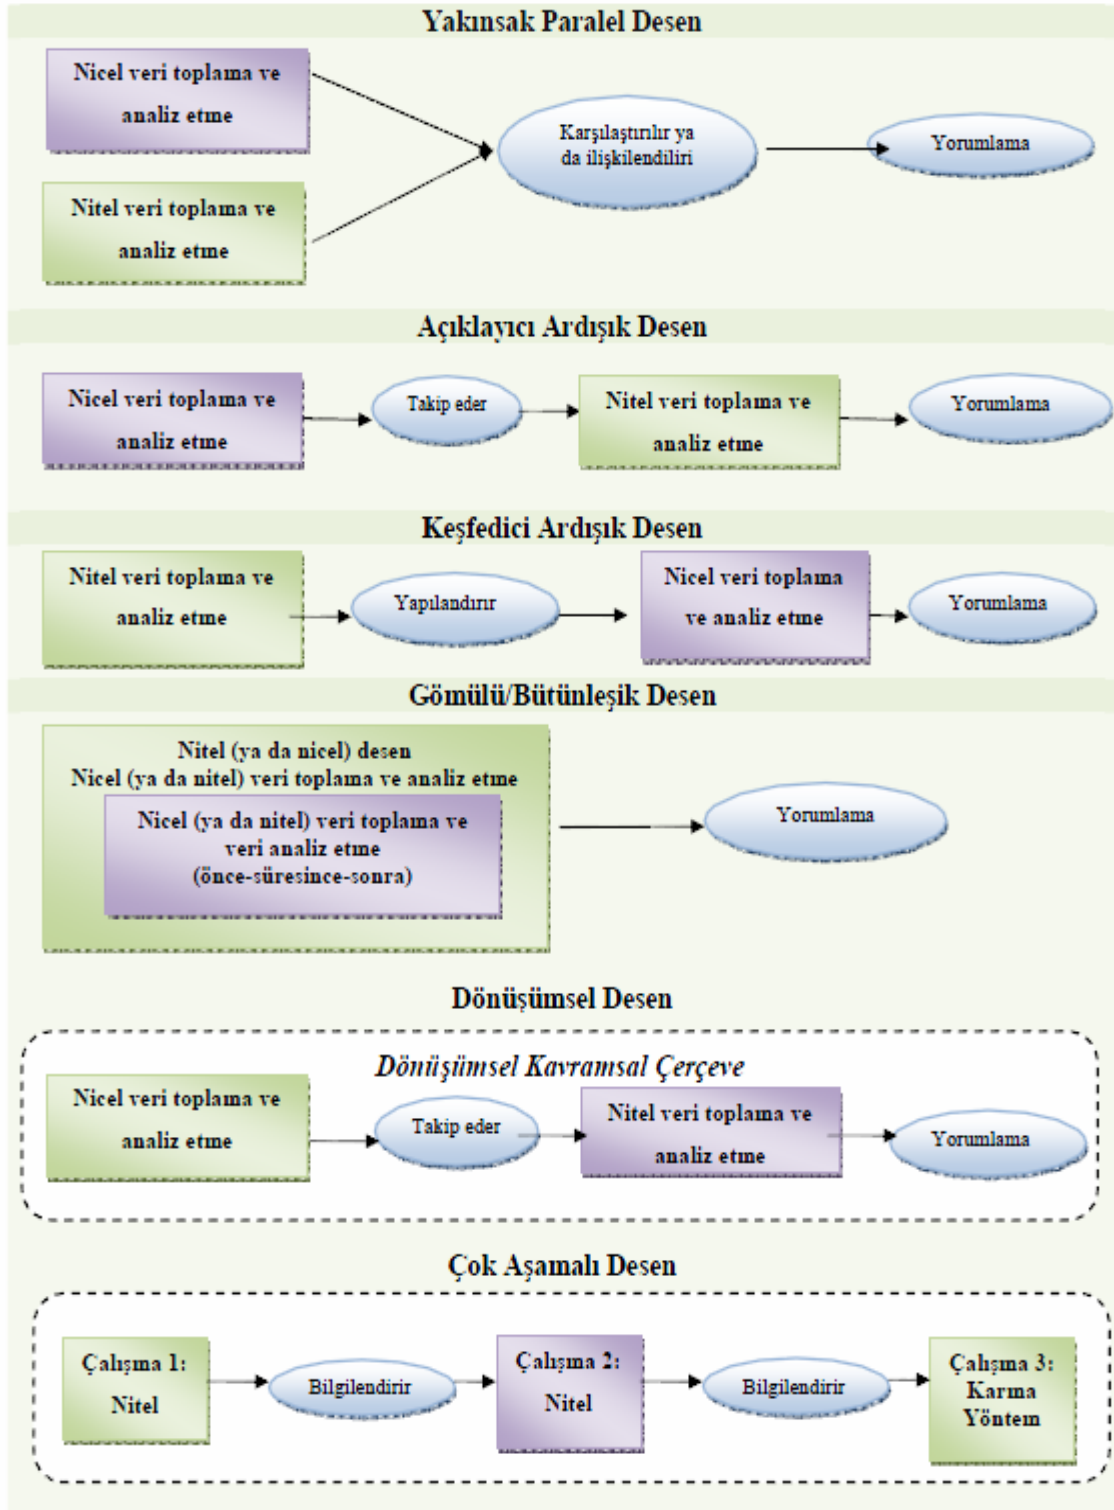 Yakınsak Paralel Desen
Nicel veri toplama ve
analiz etme
Nitel veri toplama ve
analiz etme
Karşılaştırılır ya
da ilişkilendiliri
Yorumlama
Açıklayıcı Ardışık Desen
Nicel veri toplama ve
analiz etme
Takip eder
Nitel veri toplama ve
analiz etme
Yorumlama
Keşfedici Ardışık Desen
Nitel veri toplama ve
analiz etme
Yapılandırır
Nicel veri toplama
ve analiz etme
Yorumlama
Gömülü/Bütünleşik Desen
Nitel (ya da nicel) desen
Nicel (ya da nitel) veri toplama ve analiz etme
Nicel (ya da nitel) veri toplama ve
veri analiz etme
(önce-süresince-sonra)
Yorumlama
Dönüşümsel Desen
Dönüşümsel Kavramsal Çerçeve
Nicel veri toplama ve
analiz etme
Takip eder
Nitel veri toplama ve
analiz etme
Yorumlama
Çok Aşamalı Desen
Çalışma 1:
Nitel
Bilgilendirir
Çalışma 2:
Nitel
Bilgilendirir
Çalışma 3:
Karma
Yöntem